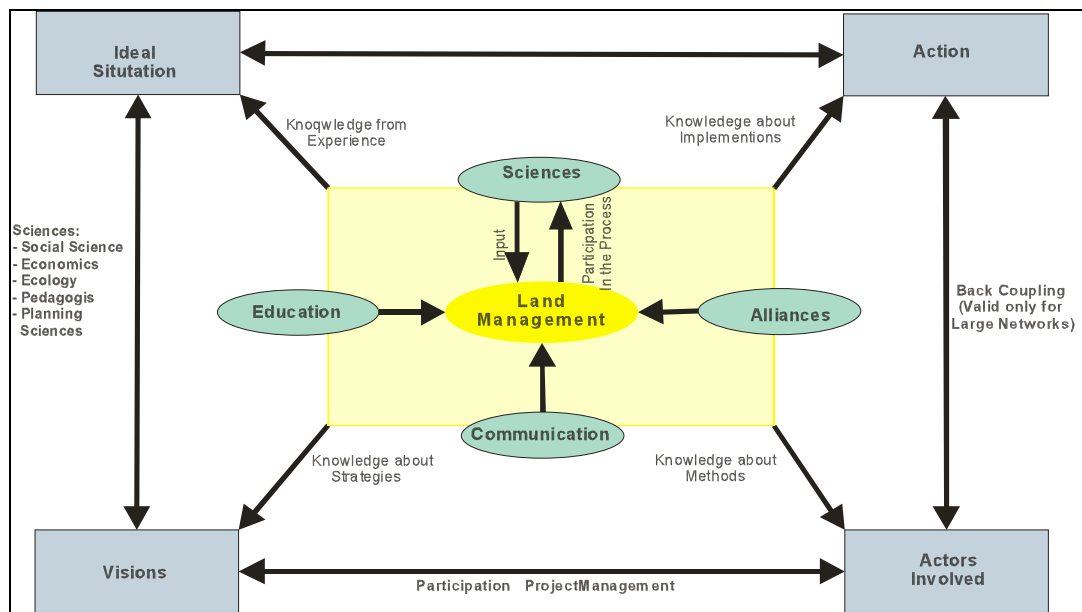 Ideal
Situtation
Action
Knoqwledge from
Experience
Knowledege about
Implementions
Sciences
Input
Participation
In the Process
Sciences:
- Social Science
- Economics
- Ecology
- Pedagogis
- Planning
Sciences
Education
Land
Management
Alliances
Back Coupling
(Valid only for
Large Networks)
Communication
Knowledge about
Strategies
Knowledge about
Methods
Visions
Participation ProjectManagement
Actors
Involved